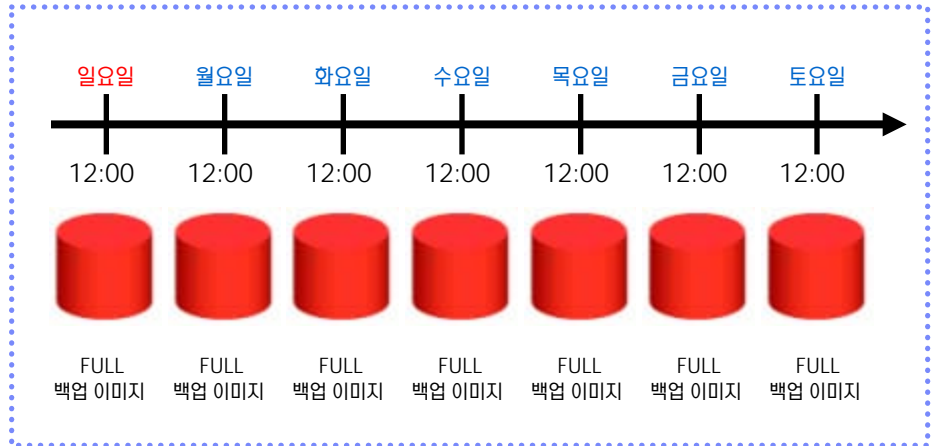 일요일 월요일 화요일 수요일 목요일 금요일 토요일
12:00 12:00 12:00 12:00 12:00 12:00 12:00
FULL FULL FULL FULL FULL FULL FULL
백업 이미지 백업 이미지 백업 이미지 백업 이미지 백업 이미지 백업 이미지 백업 이미지